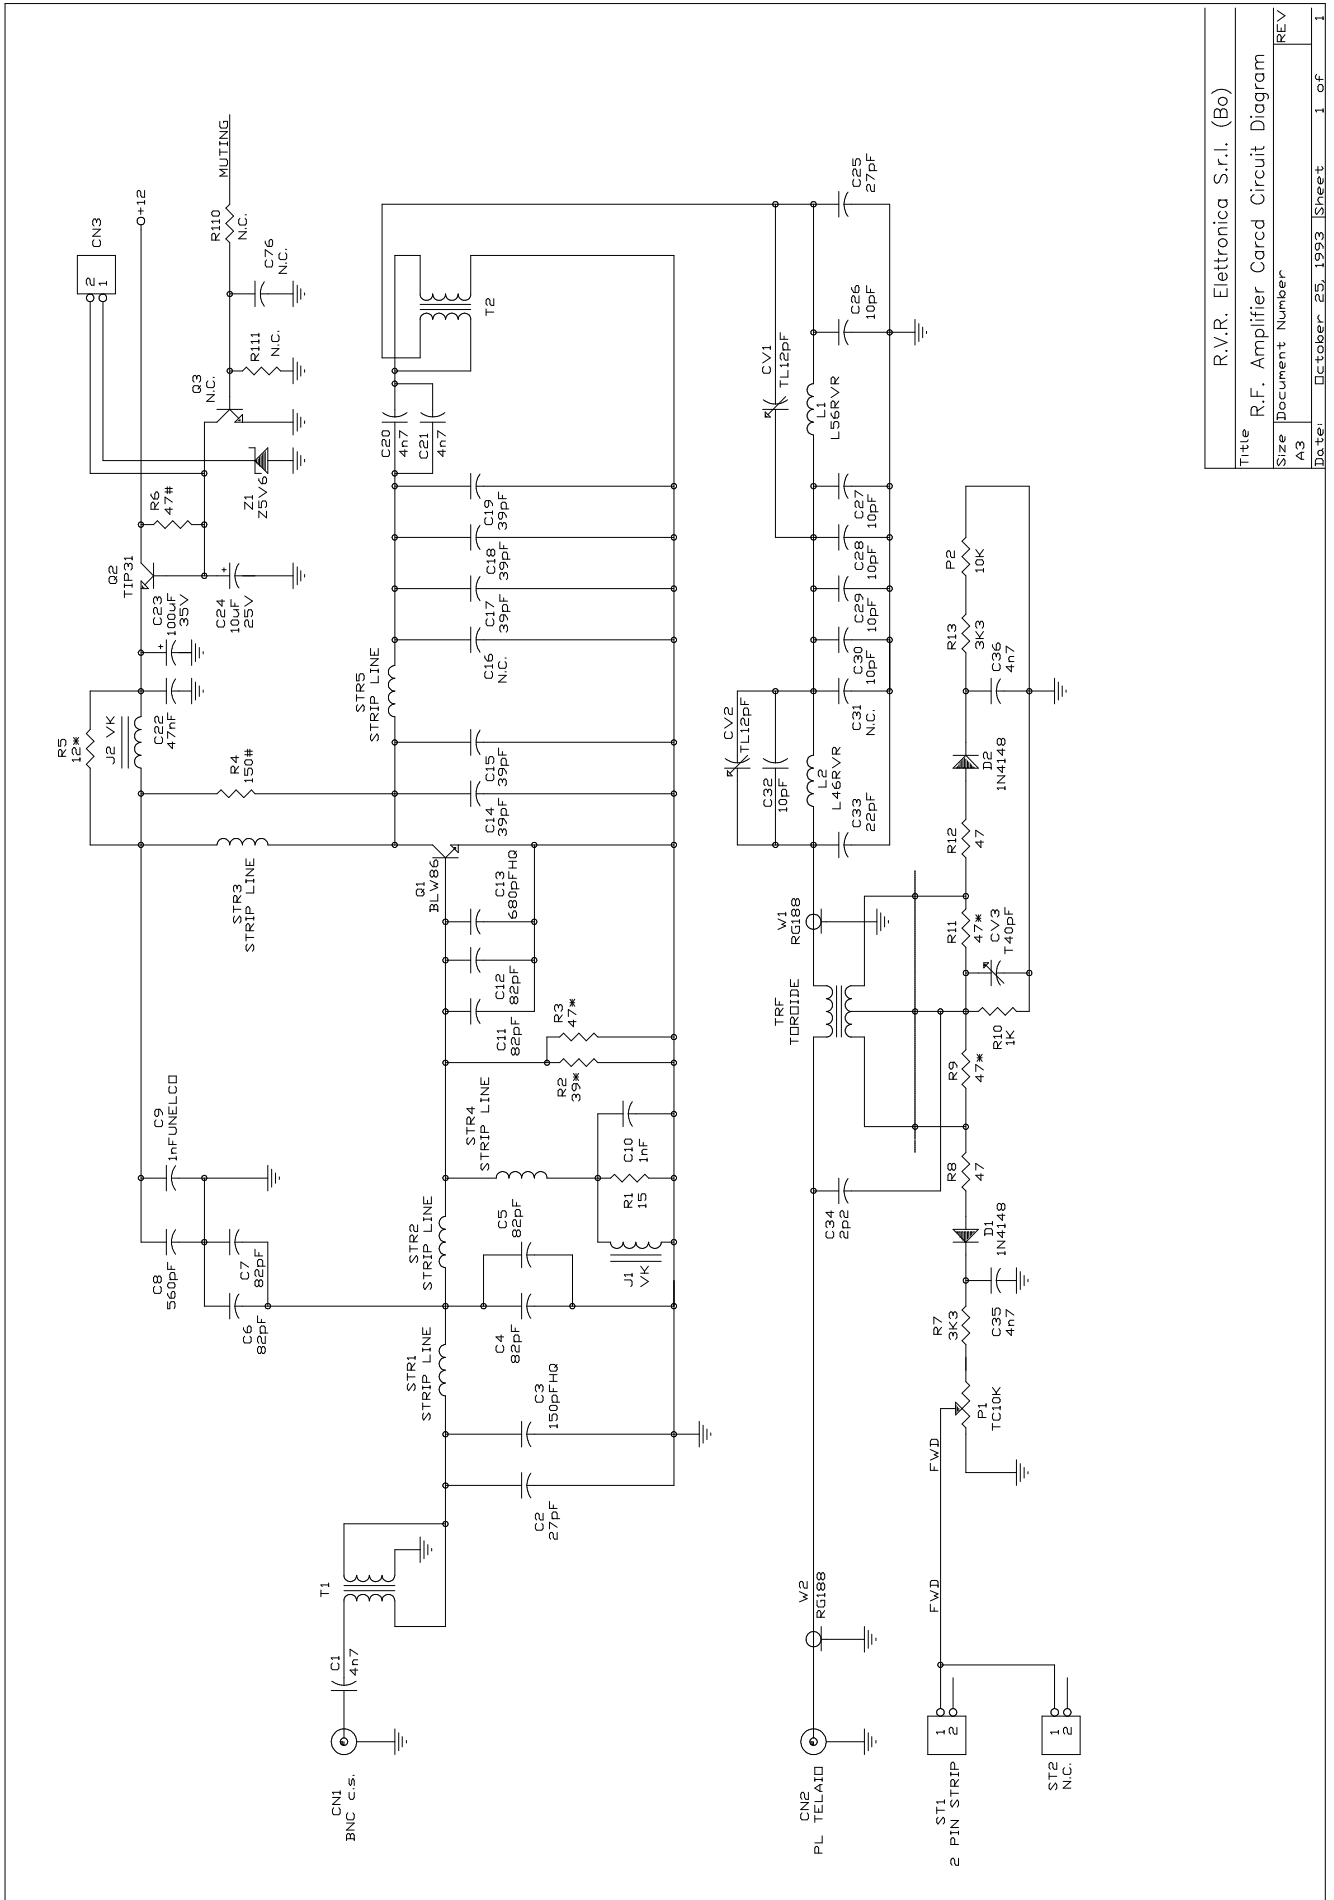 CN1
BNC c.s.
C1
4n7
T1
C2
27pF
C3
150pFHQ
STR1
STRIP LINE
C6
82pF
C7
82pF
C8
560pF
C9
1nFUNELCO
C4
82pF
C5
82pF
STR2
STRIP LINE
STR4
STRIP LINE
J1
VK
R1
15
C10
1nF
R2
39*
R3
47*
C11
82pF
C12
82pF
C13
680pFHQ
Q1
BLW86
STR3
STRIP LINE
R4
150#
R5
12*
J2 VK
C22
47nF
C23
100uF
35V
Q2
TIP31
C24
10uF
25V
R6
47#
Z1
Z5V6
Q3
N.C.
R111
N.C.
C76
N.C.
R110
N.C.
MUTING
+12
CN3
2
1
C14
39pF
C15
39pF
STR5
STRIP LINE
C16
N.C.
C17
39pF
C18
39pF
C19
39pF
C20
4n7
C21
4n7
T2
CN2
PL TELAIO
W2
RG188
C34
2p2
TRF
TOROIDE
W1
RG188
C33
22pF
L2
L46RVR
C32
10pF
CV2
TL12pF
C31
N.C.
C30
10pF
C29
10pF
C28
10pF
C27
10pF
L1
L56RVR
CV1
TL12pF
C26
10pF
C25
27pF
ST1
2 PIN STRIP
1
2
ST2
N.C.
1
2
FWD
FWD
P1
TC10K
R7
3K3
C35
4n7
D1
1N4148
R8
47
R9
47*
R10
1K
CV3
T40pF
R11
47*
R12
47
D2
1N4148
C36
4n7
R13
3K3
P2
10K
R.V.R. Elettronica S.r.l. (Bo)
Title
R.F. Amplifier Carcd Circuit Diagram
Size Document Number REV
A3
Date: October 25, 1993 Sheet 1 of 1